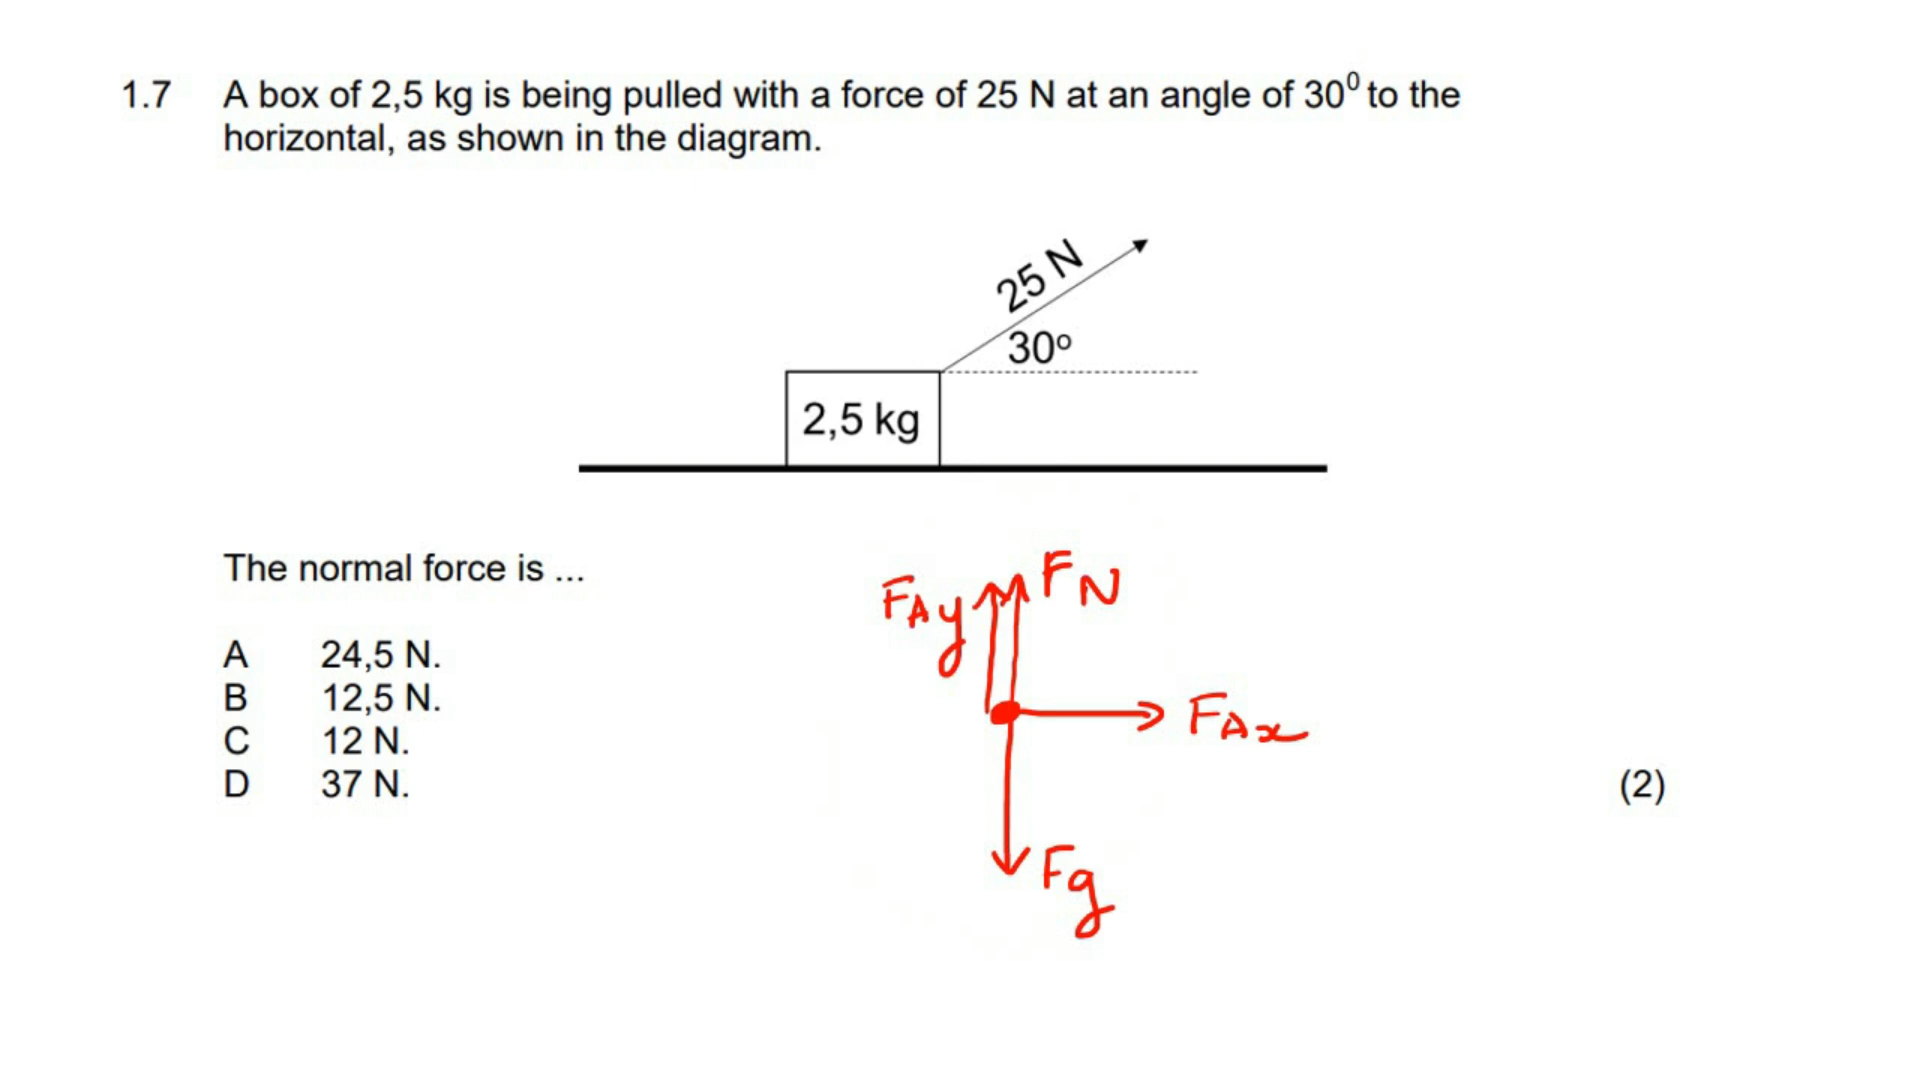 1.7 A box of 2,5 kg is being pulled with a force of 25 N at an angle of 30⁰ to the
horizontal, as shown in the diagram.
25 N
30º
2,5 kg
The normal force is ...
FAy FN
A 24,5 N.
B 12,5 N.
FAx
C 12 N.
D 37 N. (2)
Fg